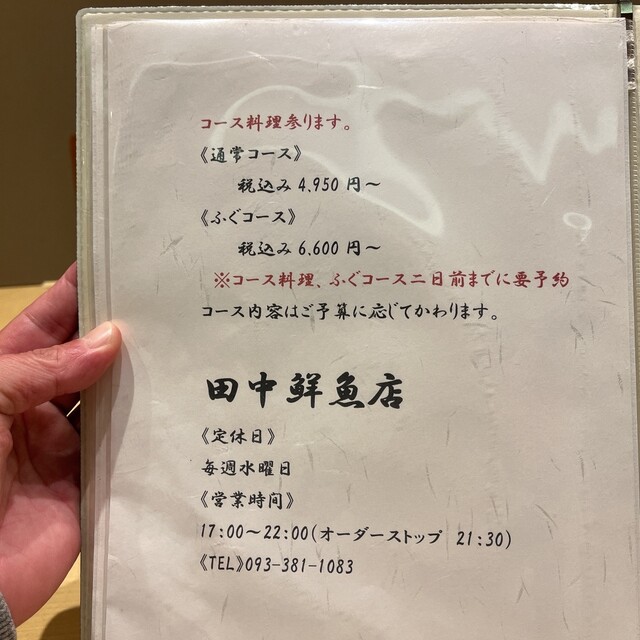 コース料理参ります。
《通常コース》
税込み 4,950 円～
《ふぐコース》
税込み 6,600 円～
※コース料理、ふぐコース二日前までに要予約
コース内容はご予算に応じてかわります。
田中鮮魚店
《定休日》
毎週水曜日
《営業時間》
17:00～22:00(オーダーストップ 21:30)
《TEL》093-381-1083